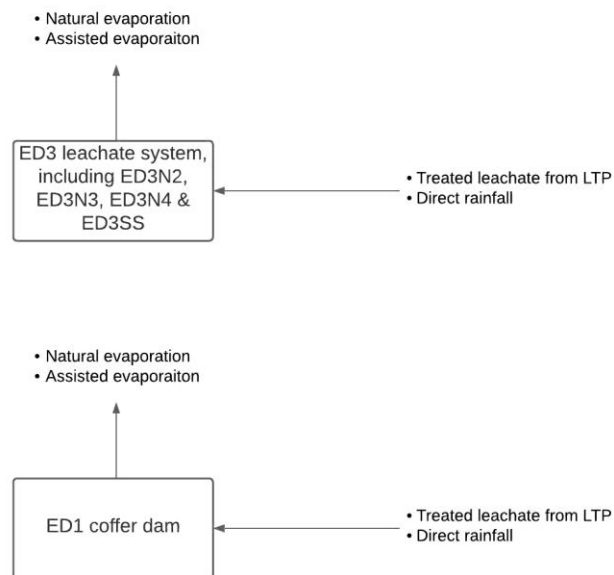 • Natural evaporation
• Assisted evaporaiton
ED3 leachate system,
including ED3N2,
ED3N3, ED3N4 &
ED3SS
• Treated leachate from LTP
• Direct rainfall
• Natural evaporation
• Assisted evaporaiton
ED1 coffer dam
• Treated leachate from LTP
• Direct rainfall